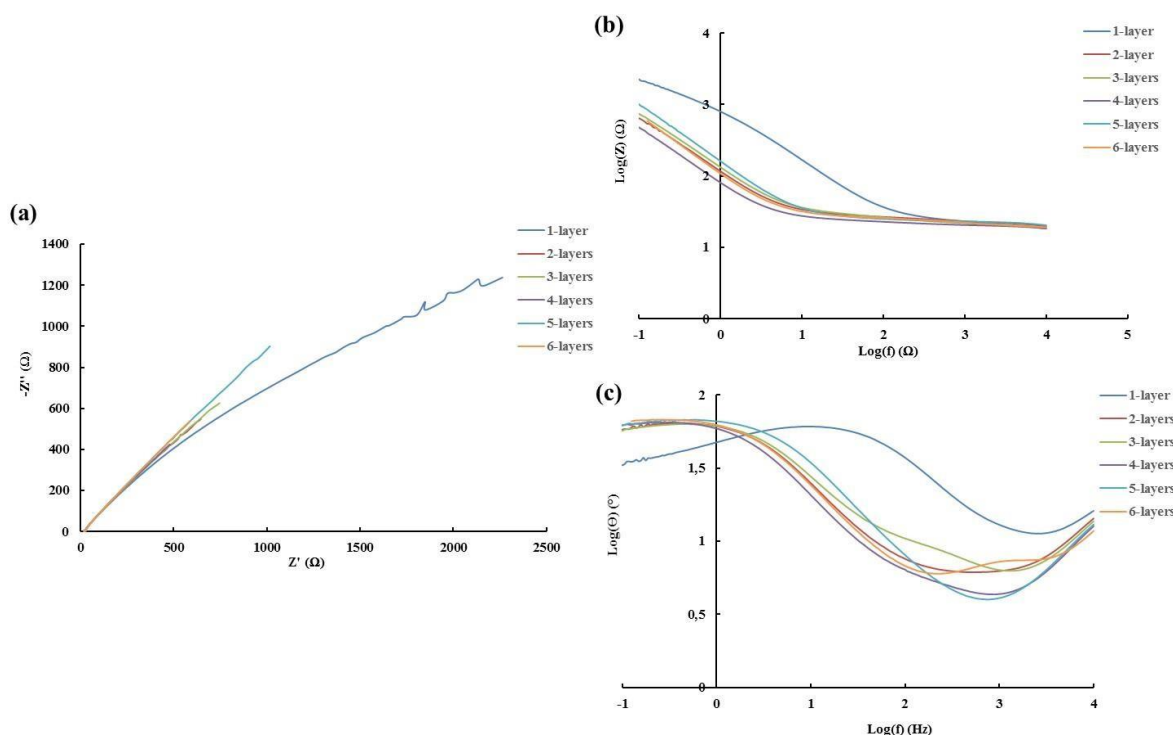 (a)
1400
1200
1000
800
600
400
200
0
-Z'' (Ω)
0
500
1000
1500
2000
2500
Z' (Ω)
1-layer
2-layers
3-layers
4-layers
5-layers
6-layers
(b)
4
3
2
1
0
Log(Z) (Ω)
-1
0
1
2
3
4
5
Log(f) (Ω)
1-layer
2-layer
3-layers
4-layers
5-layers
6-layers
(c)
2
1,5
1
0,5
0
Log(Θ) (°)
-1
0
1
2
3
4
Log(f) (Hz)
1-layer
2-layers
3-layers
4-layers
5-layers
6-layers